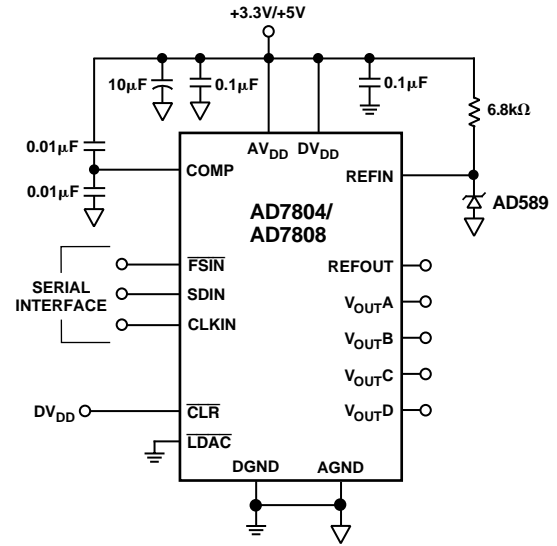 +3.3V/+5V
10μF
0.1μF
0.1μF
6.8kΩ
0.01μF
0.01μF
AVDD DVDD
COMP
REFIN
AD589
AD7804/
AD7808
FSIN
SDIN
CLKIN
SERIAL
INTERFACE
REFOUT
VOUTA
VOUTB
VOUTC
VOUTD
DVDD
CLR
LDAC
DGND AGND